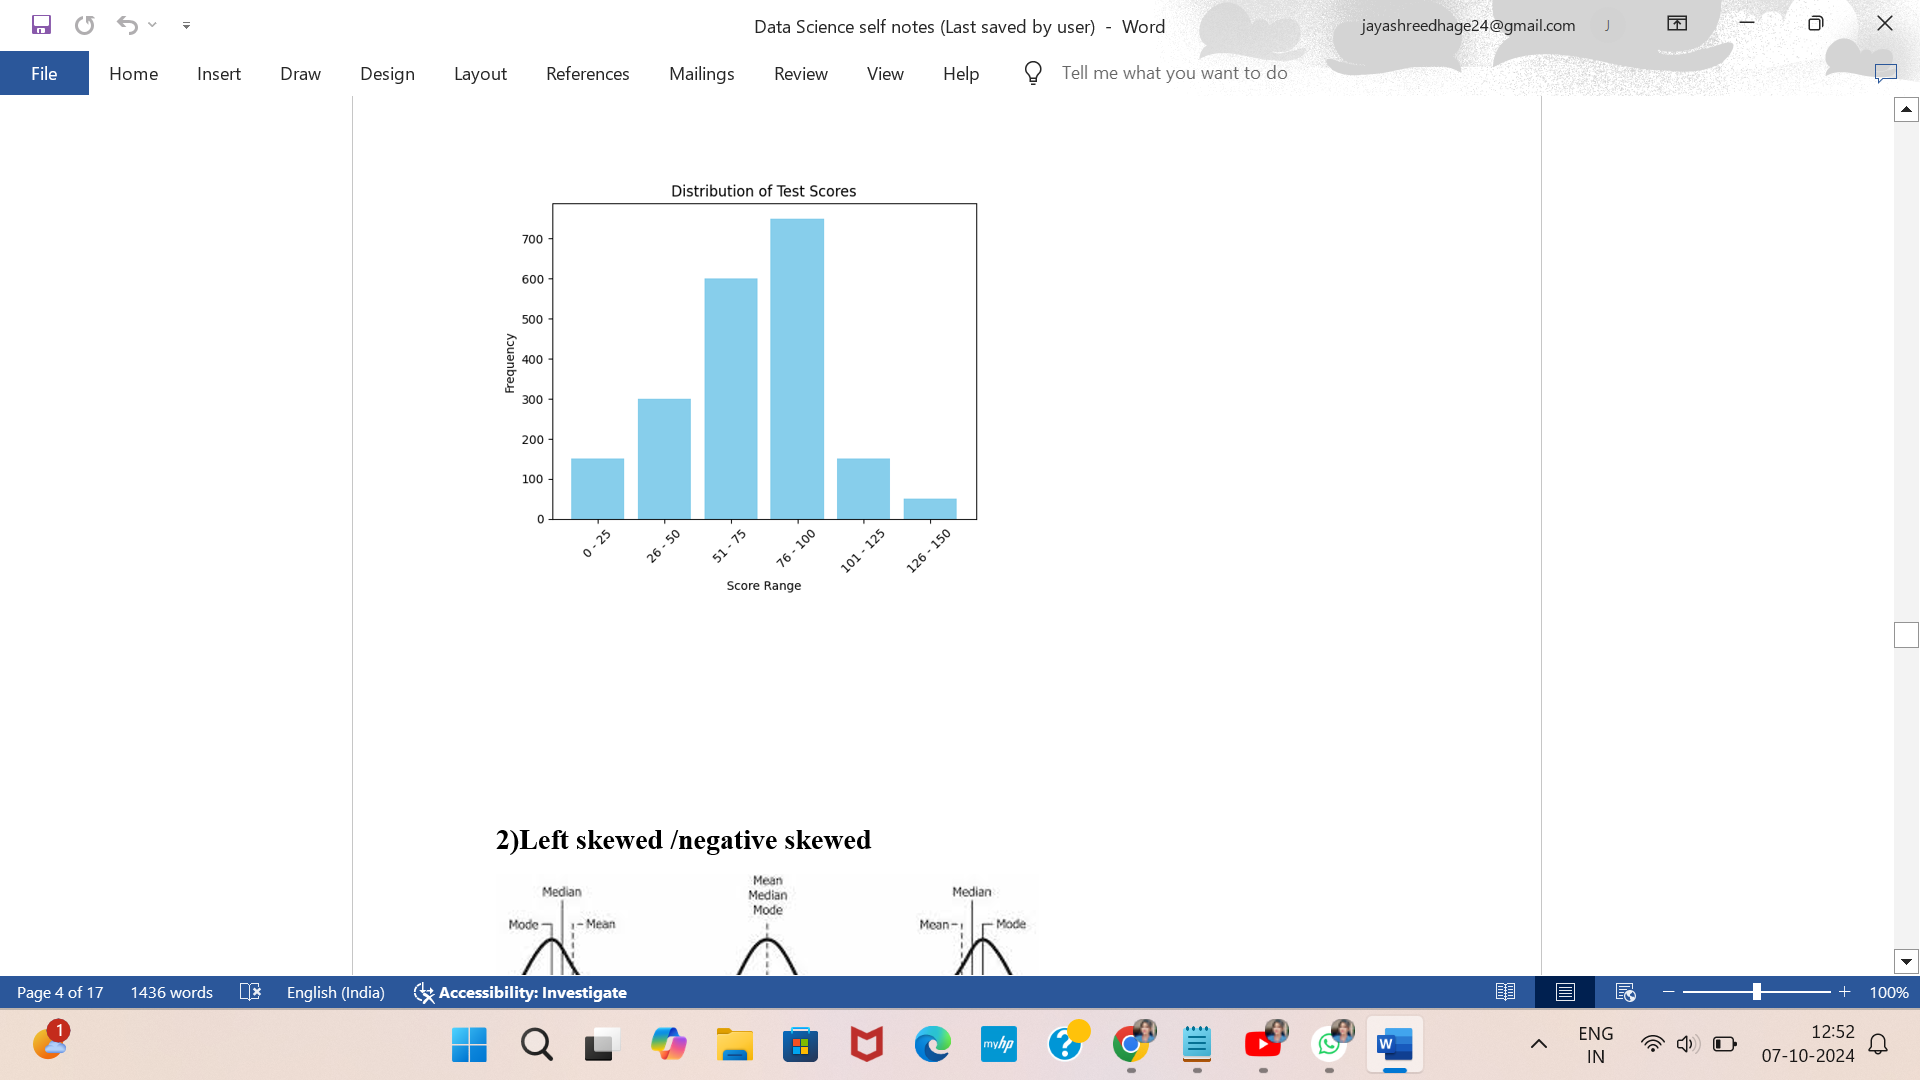 Data Science self notes (Last saved by user) - Word
jayashreedhage24@gmail.com
J
File Home Insert Draw Design Layout References Mailings Review View Help Tell me what you want to do
Distribution of Test Scores
700
600
500
400
300
200
100
0
Frequency
0 - 25
26 - 50
51 - 75
76 - 100
101 - 125
126 - 150
Score Range
2)Left skewed /negative skewed
Median
Mode
Mean
Mean
Median
Mode
Median
Mean
Mode
Page 4 of 17 1436 words English (India) Accessibility: Investigate 100%
1
myhp
W
ENG
IN
12:52
07-10-2024